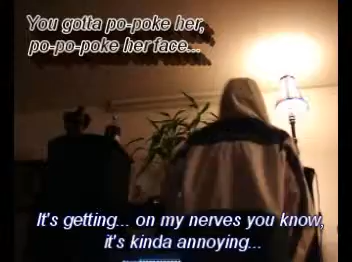 You gotta po-poke her,
po-po-poke her face...
It's getting... on my nerves you know,
it's kinda annoying...